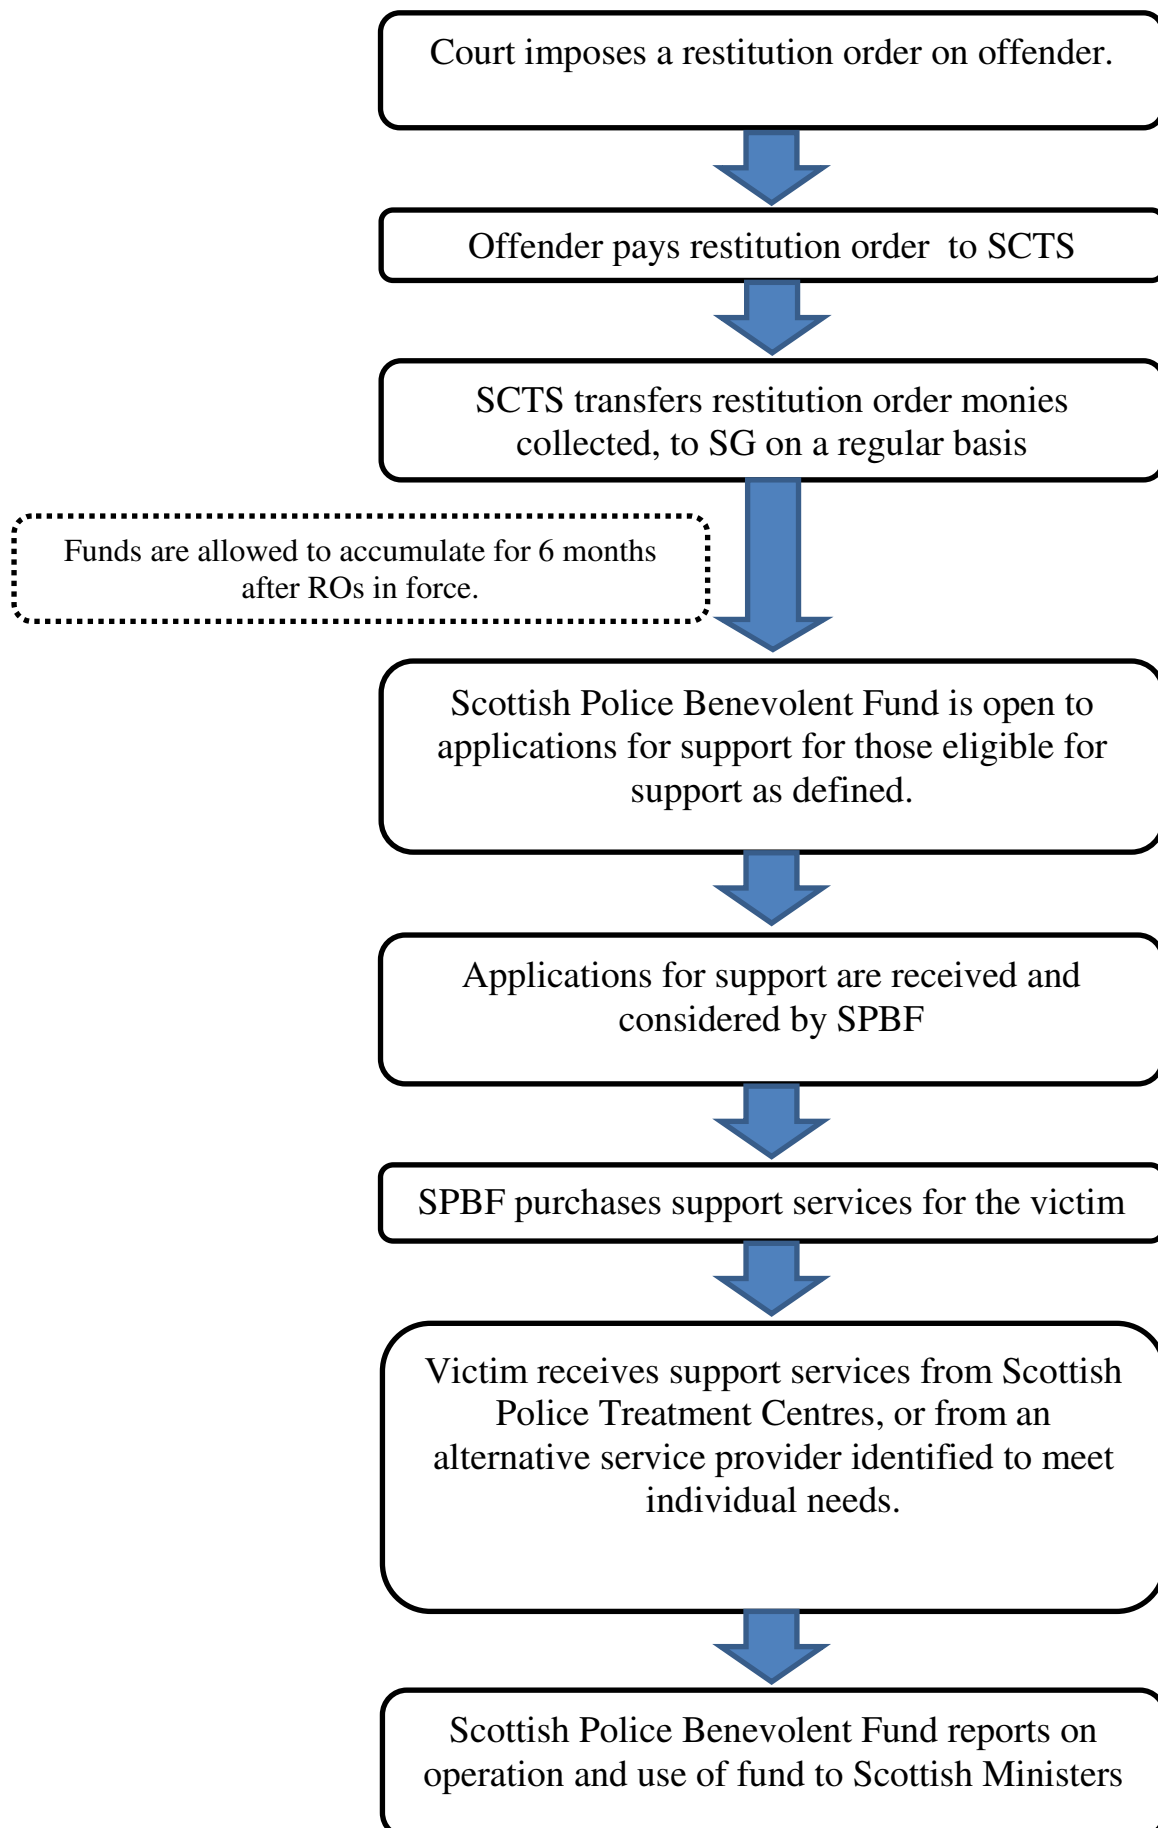 Court imposes a restitution order on offender.
Offender pays restitution order  to SCTS
SCTS transfers restitution order monies
collected, to SG on a regular basis
Funds are allowed to accumulate for 6 months
after ROs in force.
Scottish Police Benevolent Fund is open to
applications for support for those eligible for
support as defined.
Applications for support are received and
considered by SPBF
SPBF purchases support services for the victim
Victim receives support services from Scottish
Police Treatment Centres, or from an
alternative service provider identified to meet
individual needs.
Scottish Police Benevolent Fund reports on
operation and use of fund to Scottish Ministers